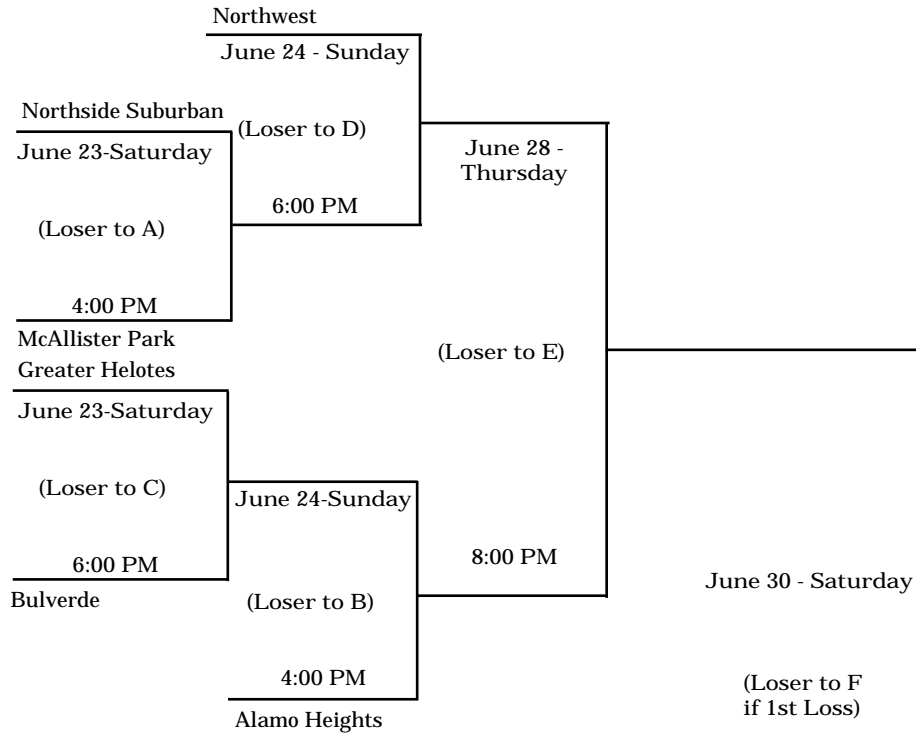 Northwest
June 24 - Sunday
Northside Suburban
(Loser to D)
June 23-Saturday
June 28 -
Thursday
6:00 PM
(Loser to A)
4:00 PM
McAllister Park
(Loser to E)
Greater Helotes
June 23-Saturday
(Loser to C)
June 24-Sunday
6:00 PM
8:00 PM
June 30 - Saturday
Bulverde
(Loser to B)
4:00 PM
(Loser to F
if 1st Loss)
Alamo Heights